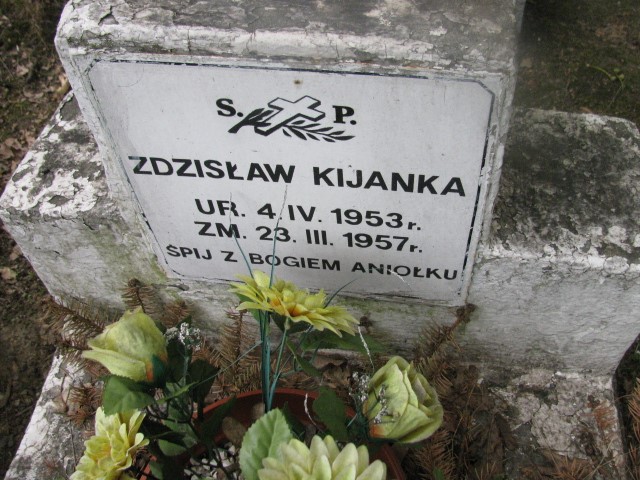 S. P.
ZDZISŁAW KIJANKA
UR. 4. IV. 1953 r.
ZM. 23. III. 1957 r.
ŚPIJ Z BOGIEM ANIOŁKU